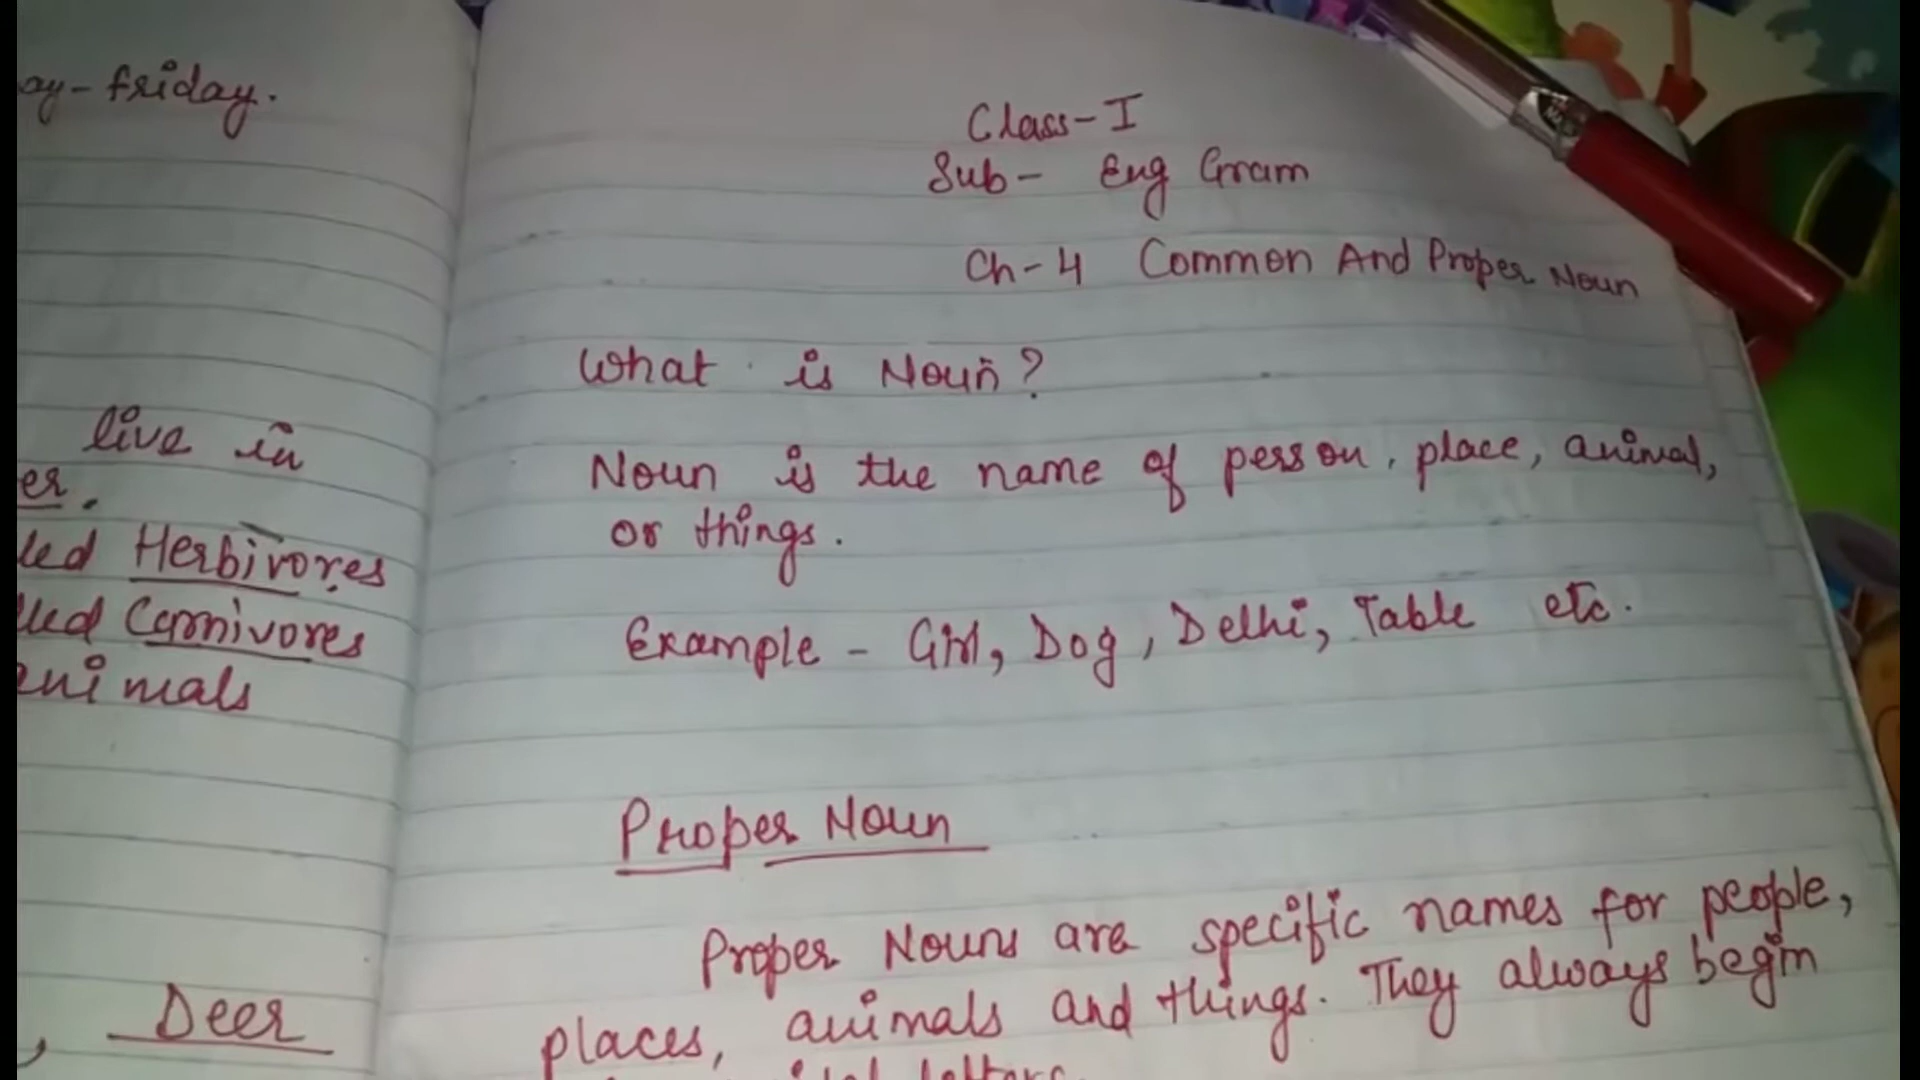 ay-friday.
live in
er.
led Herbivores
lled Carnivores
animals
, Deer
Class-I
Sub- Eng Gram
Ch-4 Common And Proper Noun
What is Noun?
Noun is the name of person, place, animal,
or things.
Example - Girl, Dog, Delhi, Table etc.
Proper Noun
Proper Nouns are specific names for people,
places, animals and things. They always begin
letters.